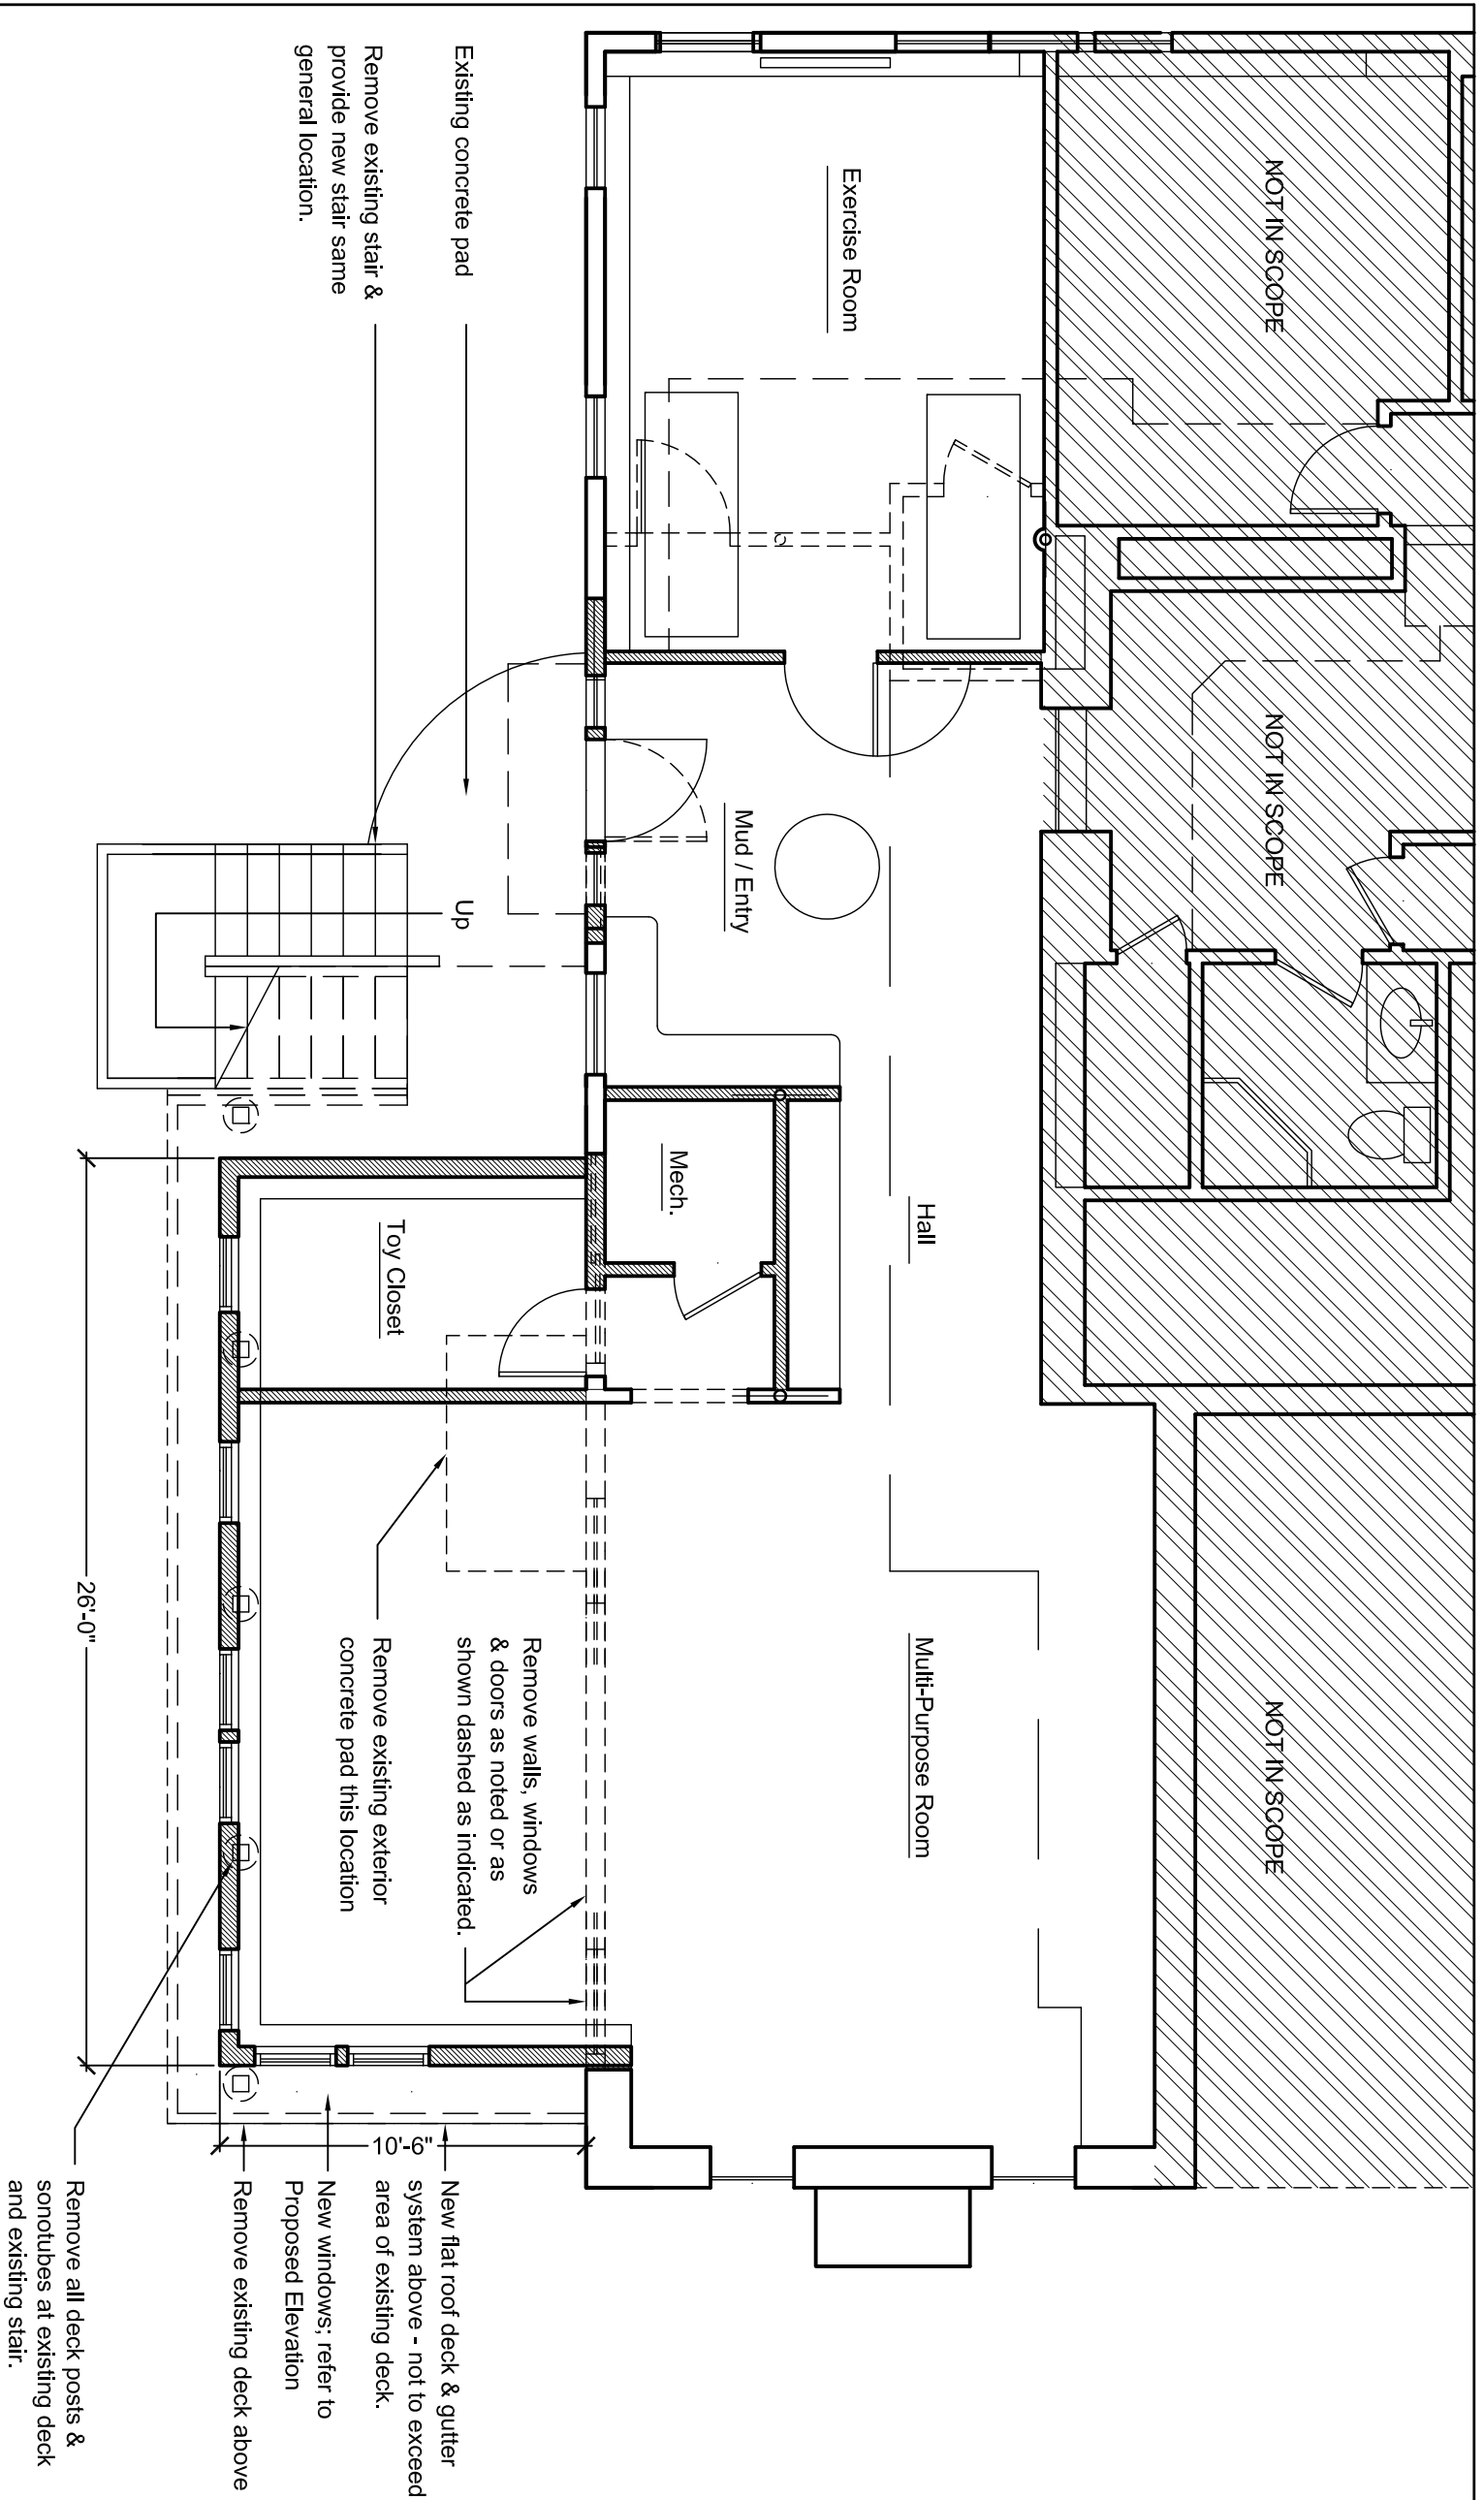 NOT IN SCOPE
NOT IN SCOPE
NOT IN SCOPE
Exercise Room
Mud / Entry
Hall
Multi-Purpose Room
Mech.
Toy Closet
Up
Existing concrete pad
Remove existing stair &
provide new stair same
general location.
Remove walls, windows
& doors as noted or as
shown dashed as indicated.
Remove existing exterior
concrete pad this location
26'-0"
10'-6"
New flat roof deck & gutter
system above - not to exceed
area of existing deck.
New windows; refer to
Proposed Elevation
Remove existing deck above
Remove all deck posts &
sonotubes at existing deck
and existing stair.